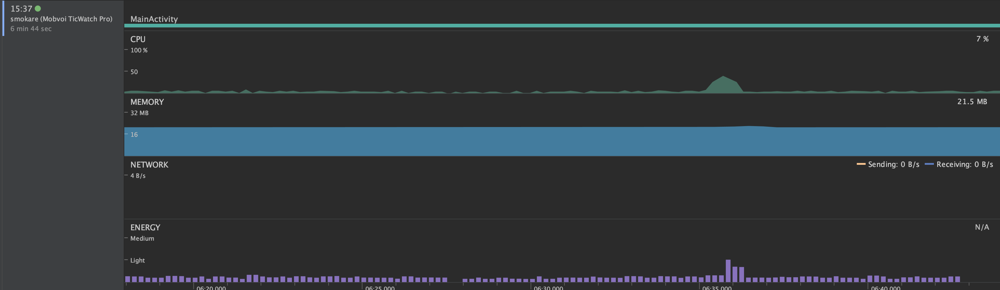 15:37
smokare (Mobvoi TicWatch Pro)
6 min 44 sec
MainActivity
CPU
7 %
100 %
50
MEMORY
21.5 MB
32 MB
16
NETWORK
Sending: 0 B/s
Receiving: 0 B/s
4 B/s
ENERGY
N/A
Medium
Light
06:20.000
06:25.000
06:30.000
06:35.000
06:40.000